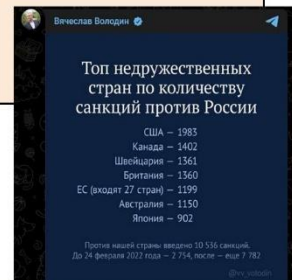 Вячеслав Володин
Топ недружественных
стран по количеству
санкций против России
США — 1983
Канада — 1402
Швейцария — 1361
Британия — 1360
ЕС (входят 27 стран) — 1199
Австралия — 1150
Япония — 902
Против нашей страны введено 10 536 санкций.
До 24 февраля 2022 года — 2 754, после — еще 7 782
@vv_volodin